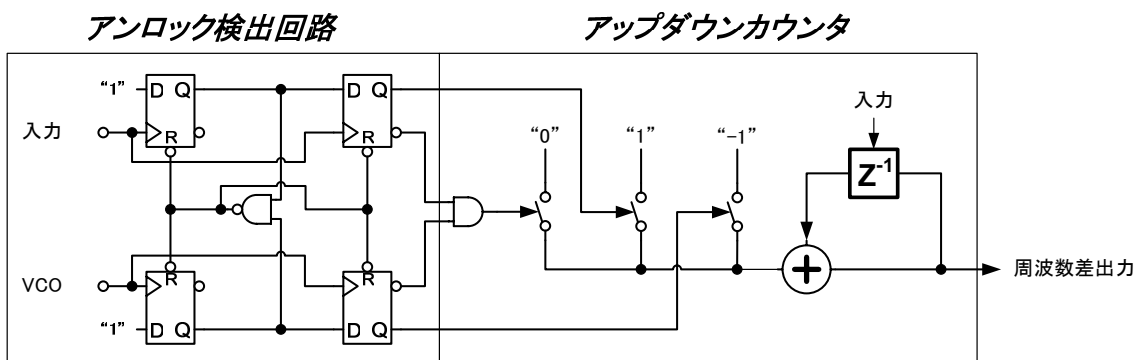 アンロック検出回路
アップダウンカウンタ
"1"
D Q
R
入力
D Q
R
"0"
"1"
"-1"
入力
Z-1
VCO
R
"1"
D Q
R
D Q
+
周波数差出力